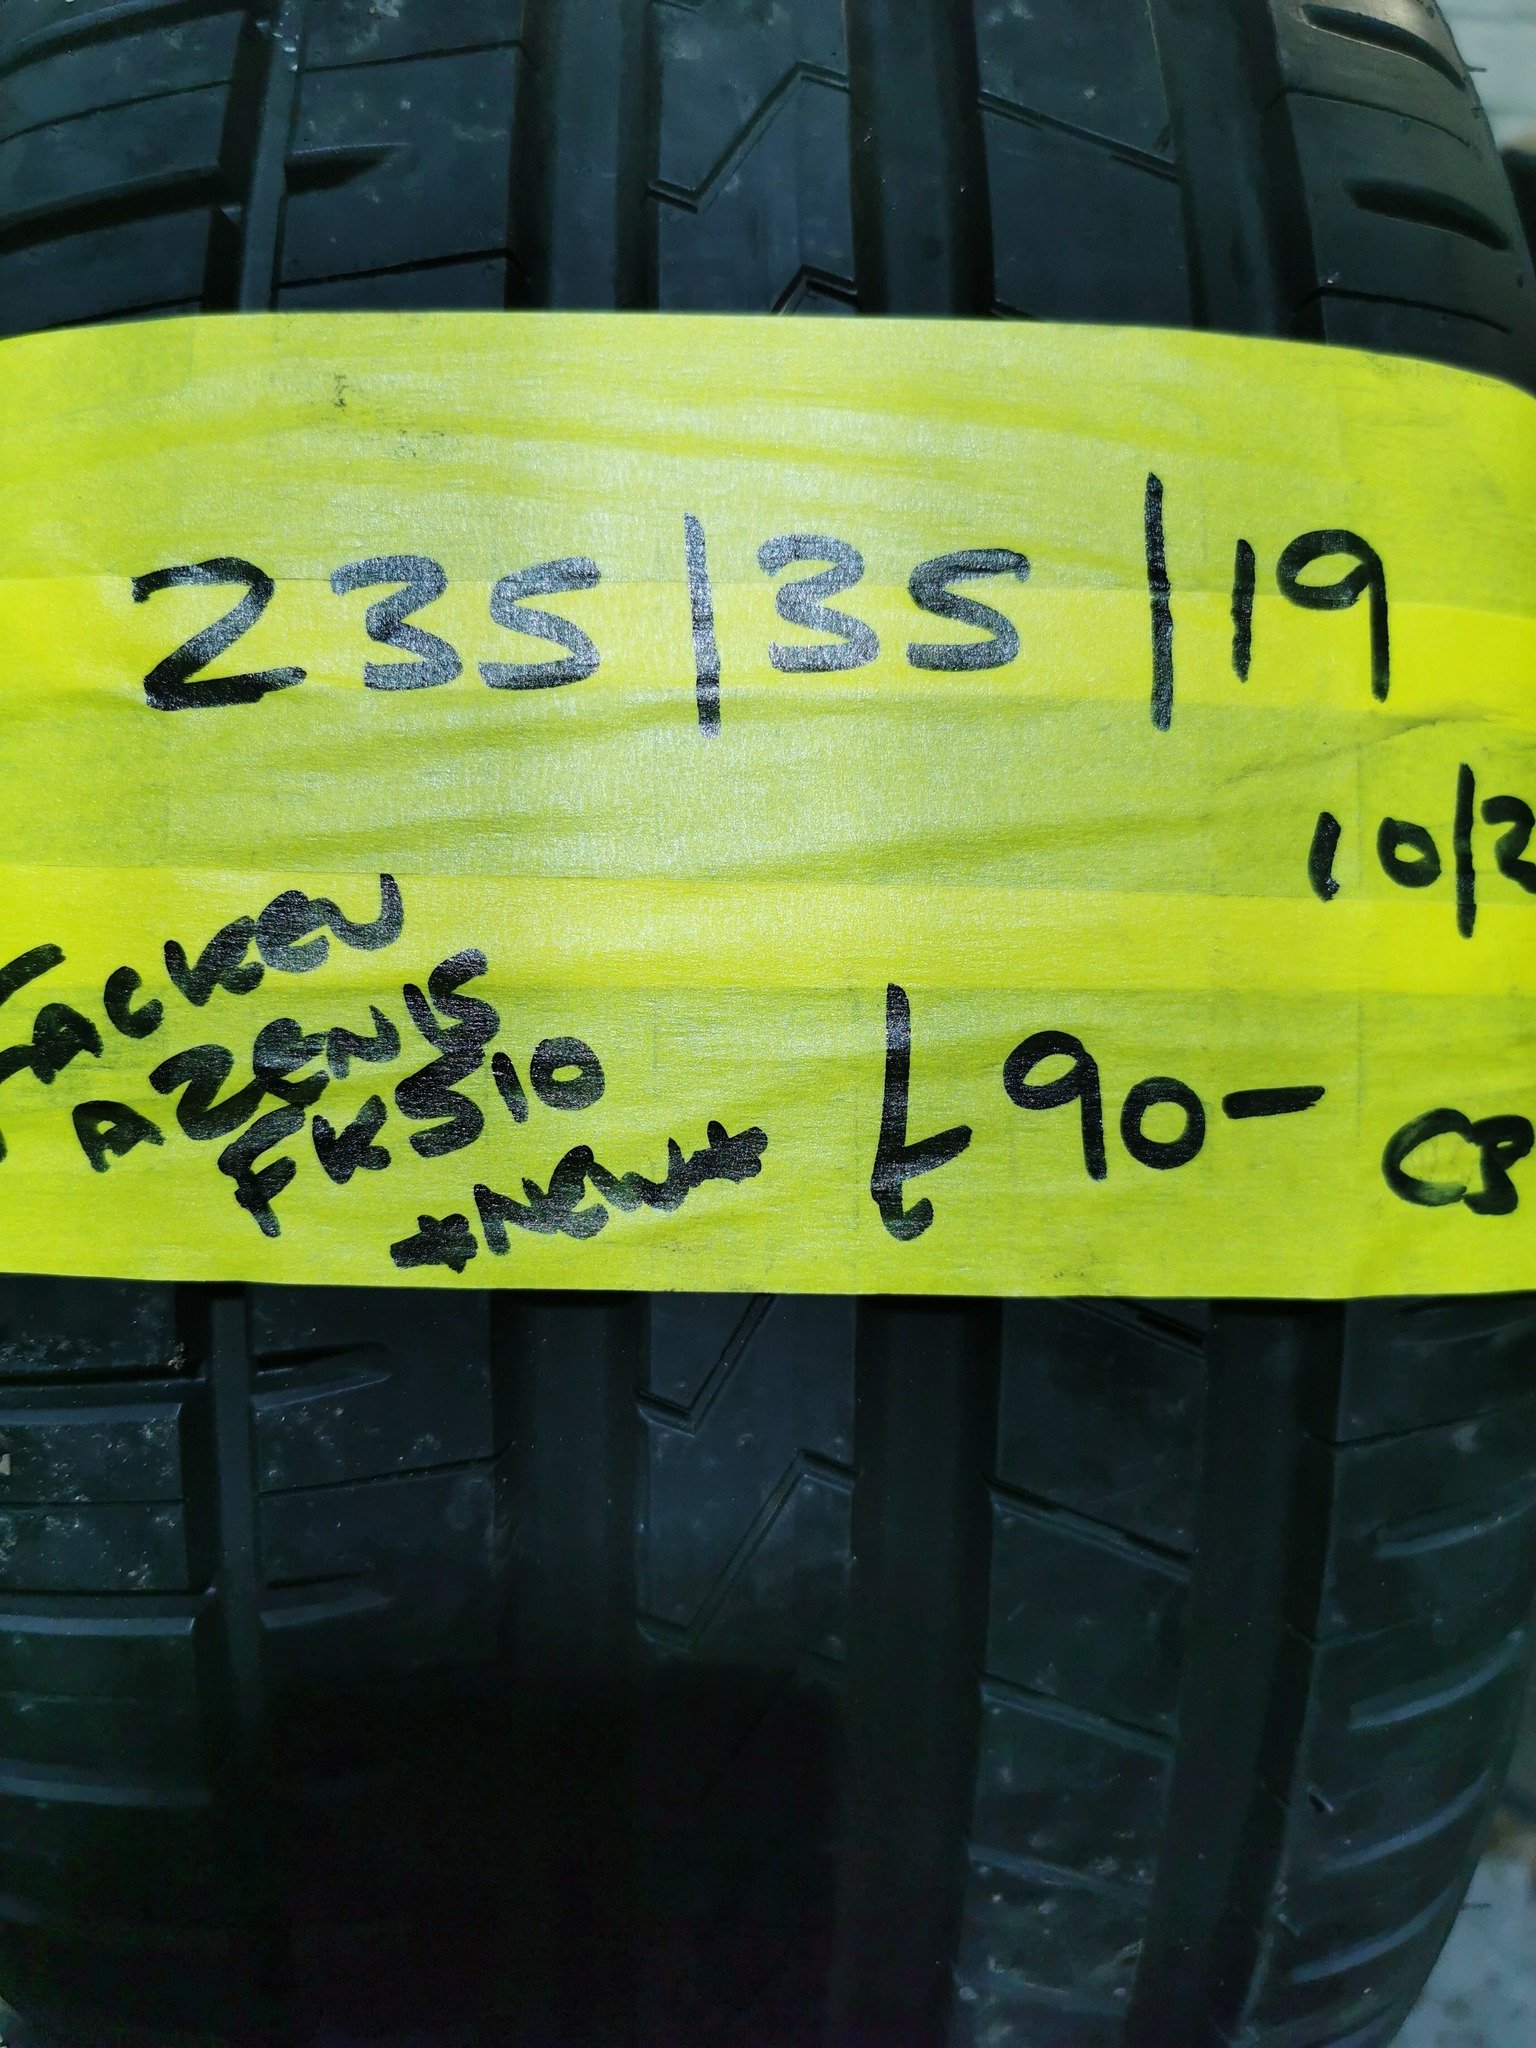 235/35/19
10/2
FALKEN
AZENIS
FK510
*NEW*
£90-